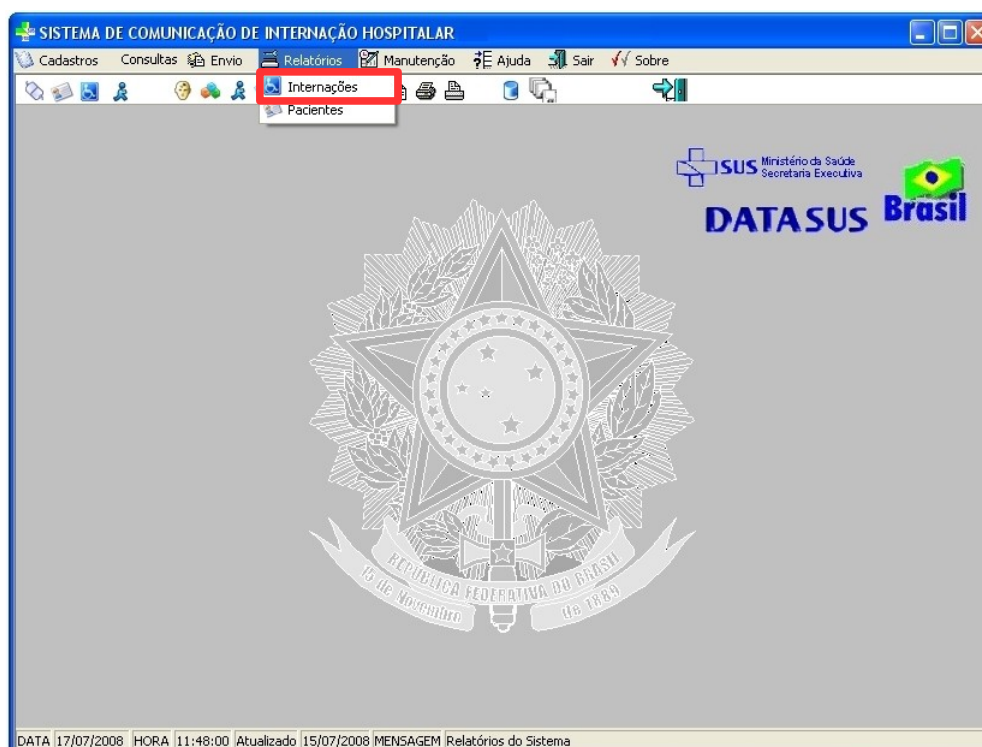 SISTEMA DE COMUNICAÇÃO DE INTERNAÇÃO HOSPITALAR
Cadastros Consultas Envio Relatórios Manutenção Ajuda Sair Sobre
Internações
Pacientes
SUS Ministério da Saúde
Secretaria Executiva
DATASUS
Brasil
REPÚBLICA FEDERATIVA DO BRASIL
15 de Novembro de 1889
DATA 17/07/2008 HORA 11:48:00 Atualizado 15/07/2008 MENSAGEM Relatórios do Sistema